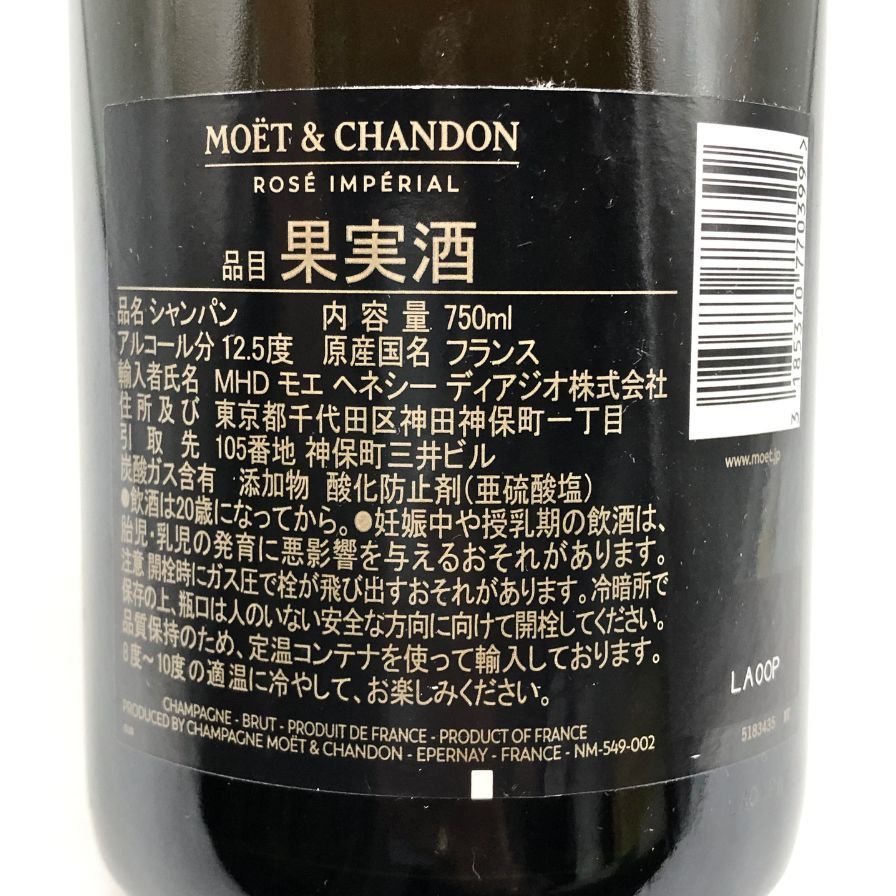 MOËT & CHANDON
ROSÉ IMPÉRIAL
品目 果実酒
品名 シャンパン 内容量 750ml
アルコール分 12.5度 原産国名 フランス
輸入者氏名 MHD モエ ヘネシー ディアジオ株式会社
住所及び 東京都千代田区神田神保町一丁目
引取先 105番地 神保町三井ビル
炭酸ガス含有 添加物 酸化防止剤(亜硫酸塩)
●飲酒は20歳になってから。●妊娠中や授乳期の飲酒は、
胎児・乳児の発育に悪影響を与えるおそれがあります。
注意 開栓時にガス圧で栓が飛び出すおそれがあります。冷暗所で
保存の上、瓶口は人のいない安全な方向に向けて開栓してください。
品質保持のため、定温コンテナを使って輸入しております。
8度〜10度の適温に冷やして、お楽しみください。
CHAMPAGNE - BRUT - PRODUIT DE FRANCE - PRODUCT OF FRANCE
PRODUCED BY CHAMPAGNE MOËT & CHANDON - EPERNAY - FRANCE - NM-549-002
3 185370 770399 >
www.moet.jp
LA00P
5183435